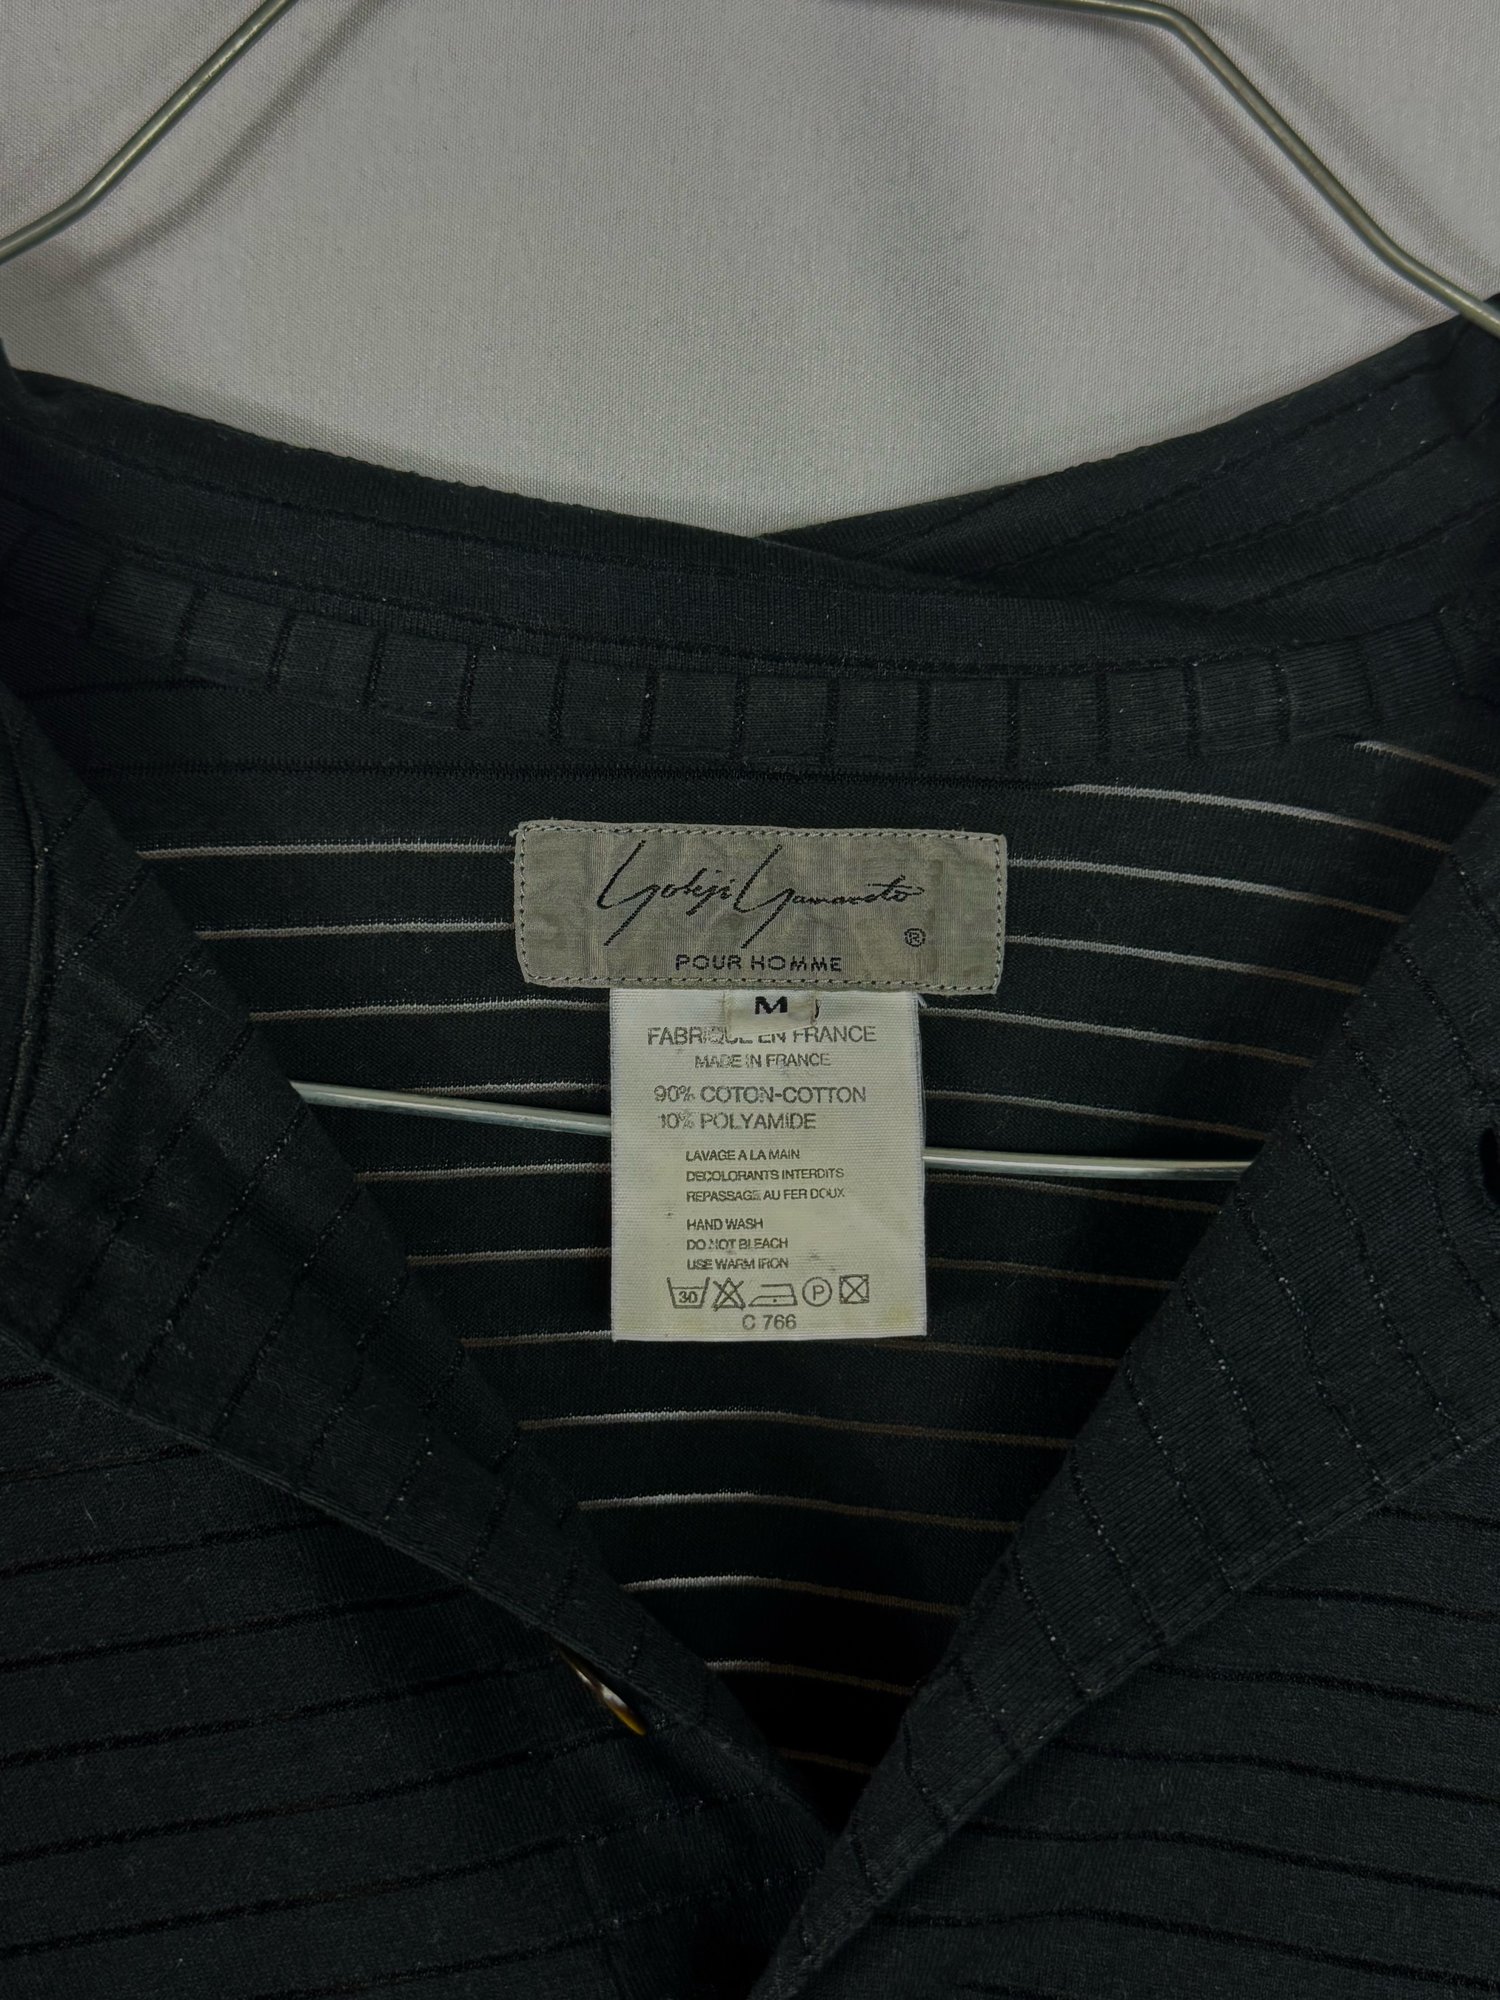 Yohji Yamamoto
®
POUR HOMME
M
FABRIQUE EN FRANCE
MADE IN FRANCE
90% COTON-COTTON
10% POLYAMIDE
LAVAGE A LA MAIN
DECOLORANTS INTERDITS
REPASSAGE AU FER DOUX
HAND WASH
DO NOT BLEACH
USE WARM IRON
30 P
C 766